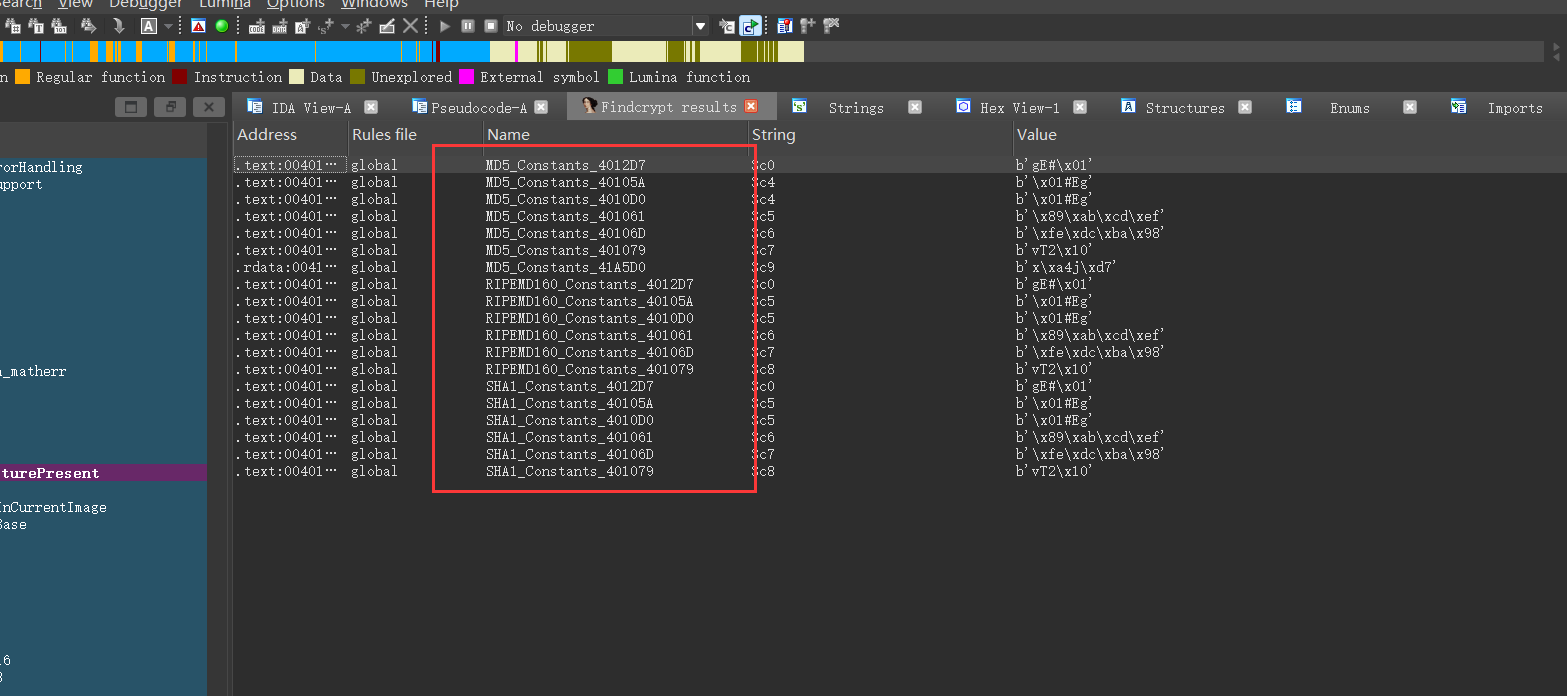 Search View Debugger Lumina Options Windows Help
No debugger
n Regular function Instruction Data Unexplored External symbol Lumina function
IDA View-A Pseudocode-A Findcrypt results Strings Hex View-1 Structures Enums Imports
Address Rules file Name String Value
.text:00401… global MD5_Constants_4012D7 $c0 b'gE#\x01'
.text:00401… global MD5_Constants_40105A $c4 b'\x01#Eg'
.text:00401… global MD5_Constants_4010D0 $c4 b'\x01#Eg'
.text:00401… global MD5_Constants_401061 $c5 b'\x89\xab\xcd\xef'
.text:00401… global MD5_Constants_40106D $c6 b'\xfe\xdc\xba\x98'
.text:00401… global MD5_Constants_401079 $c7 b'vT2\x10'
.rdata:0041… global MD5_Constants_41A5D0 $c9 b'x\xa4j\xd7'
.text:00401… global RIPEMD160_Constants_4012D7 $c0 b'gE#\x01'
.text:00401… global RIPEMD160_Constants_40105A $c5 b'\x01#Eg'
.text:00401… global RIPEMD160_Constants_4010D0 $c5 b'\x01#Eg'
.text:00401… global RIPEMD160_Constants_401061 $c6 b'\x89\xab\xcd\xef'
.text:00401… global RIPEMD160_Constants_40106D $c7 b'\xfe\xdc\xba\x98'
.text:00401… global RIPEMD160_Constants_401079 $c8 b'vT2\x10'
.text:00401… global SHA1_Constants_4012D7 $c0 b'gE#\x01'
.text:00401… global SHA1_Constants_40105A $c5 b'\x01#Eg'
.text:00401… global SHA1_Constants_4010D0 $c5 b'\x01#Eg'
.text:00401… global SHA1_Constants_401061 $c6 b'\x89\xab\xcd\xef'
.text:00401… global SHA1_Constants_40106D $c7 b'\xfe\xdc\xba\x98'
.text:00401… global SHA1_Constants_401079 $c8 b'vT2\x10'
rorHandling
upport
_matherr
turePresent
InCurrentImage
Base
16